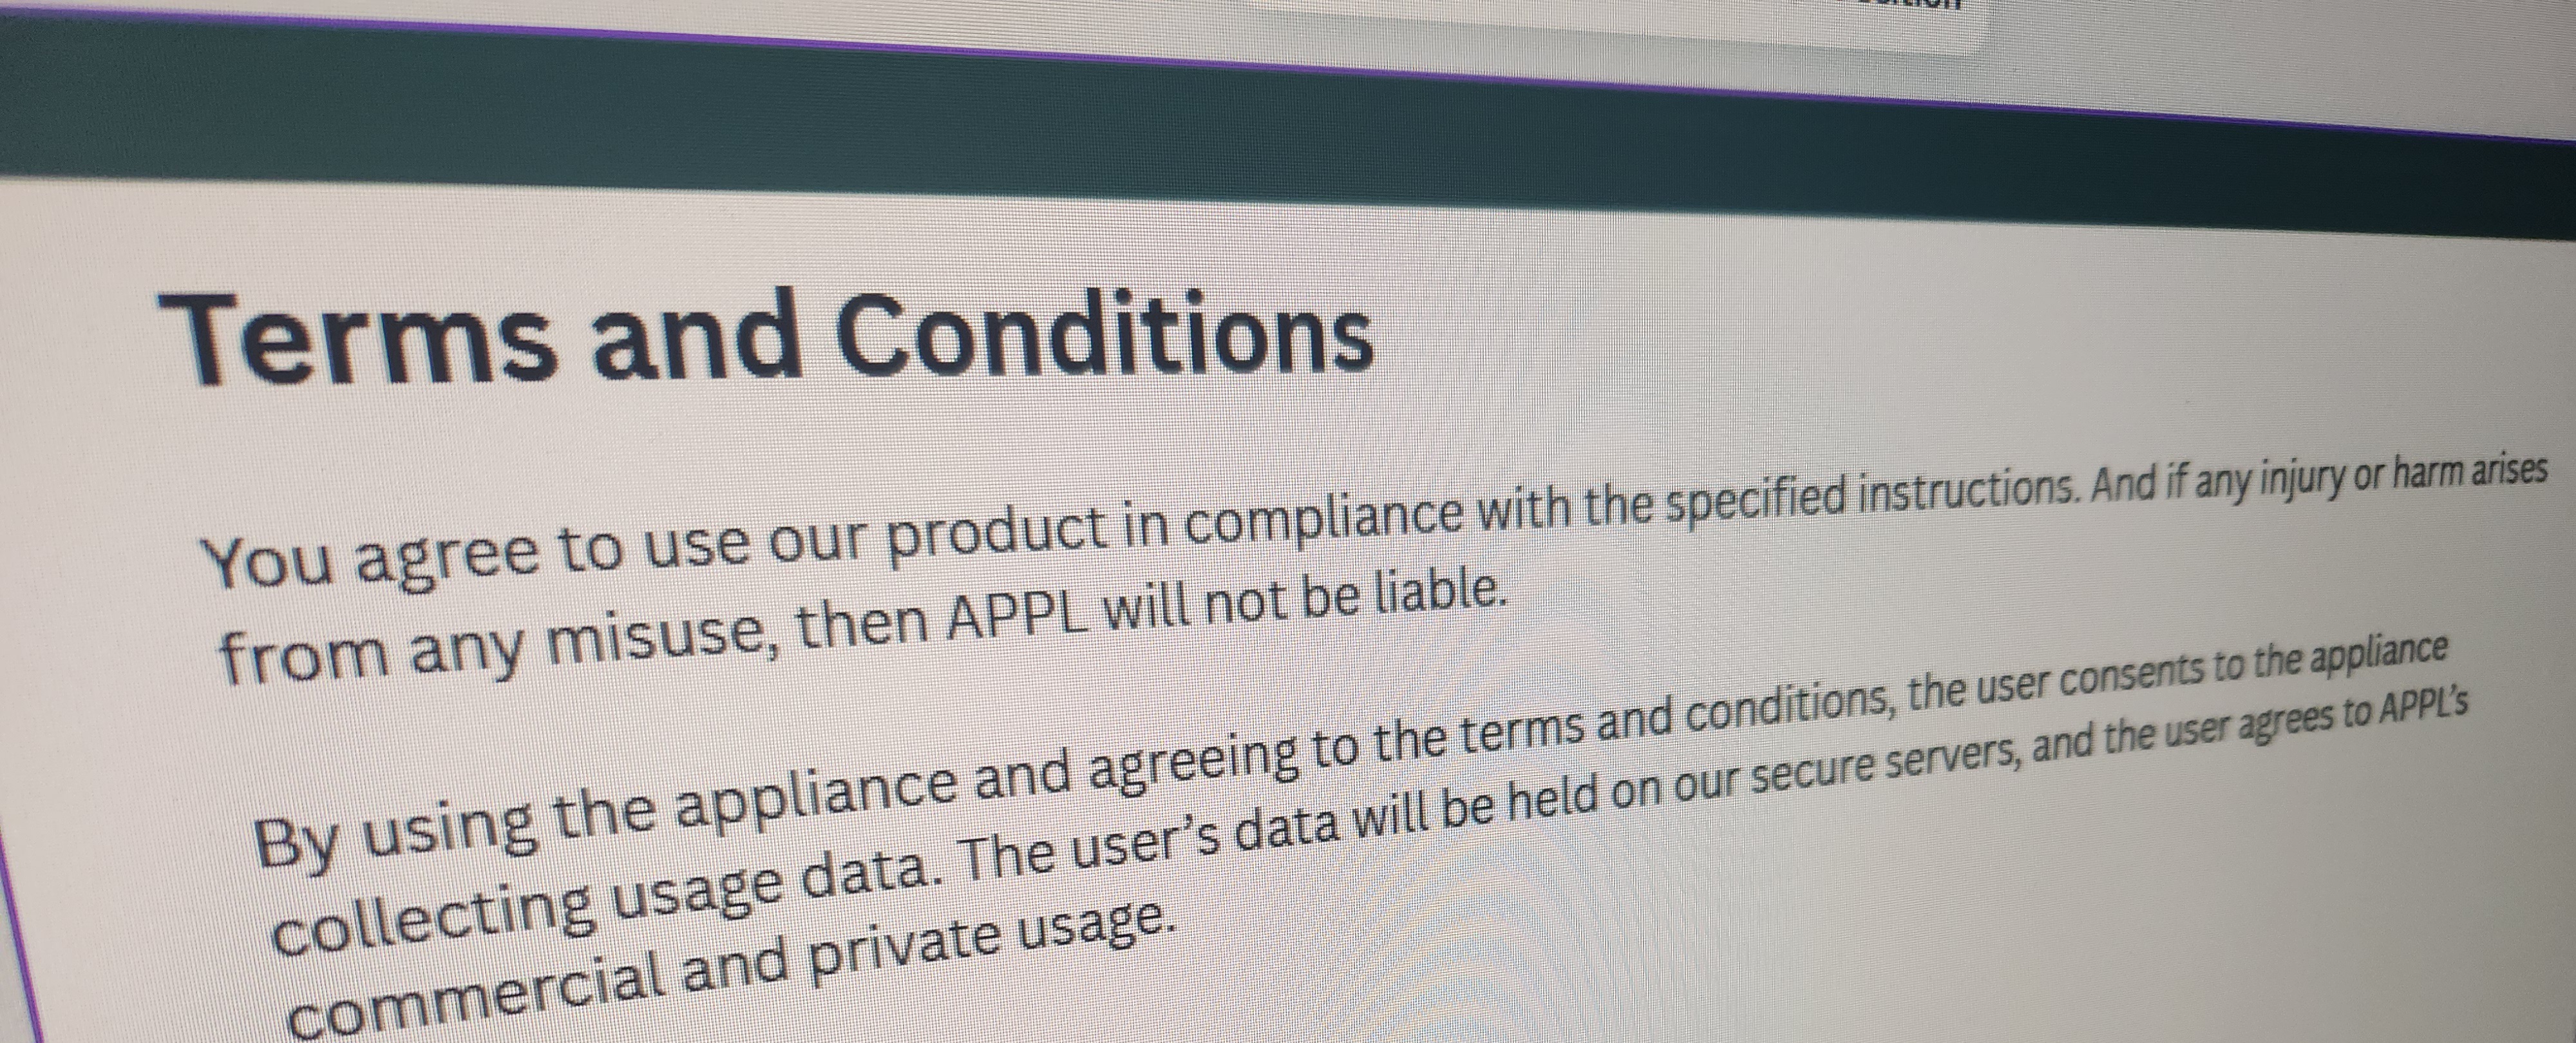 Terms and Conditions
You agree to use our product in compliance with the specified instructions. And if any injury or harm arises
from any misuse, then APPL will not be liable.
By using the appliance and agreeing to the terms and conditions, the user consents to the appliance
collecting usage data. The user’s data will be held on our secure servers, and the user agrees to APPL’s
commercial and private usage.